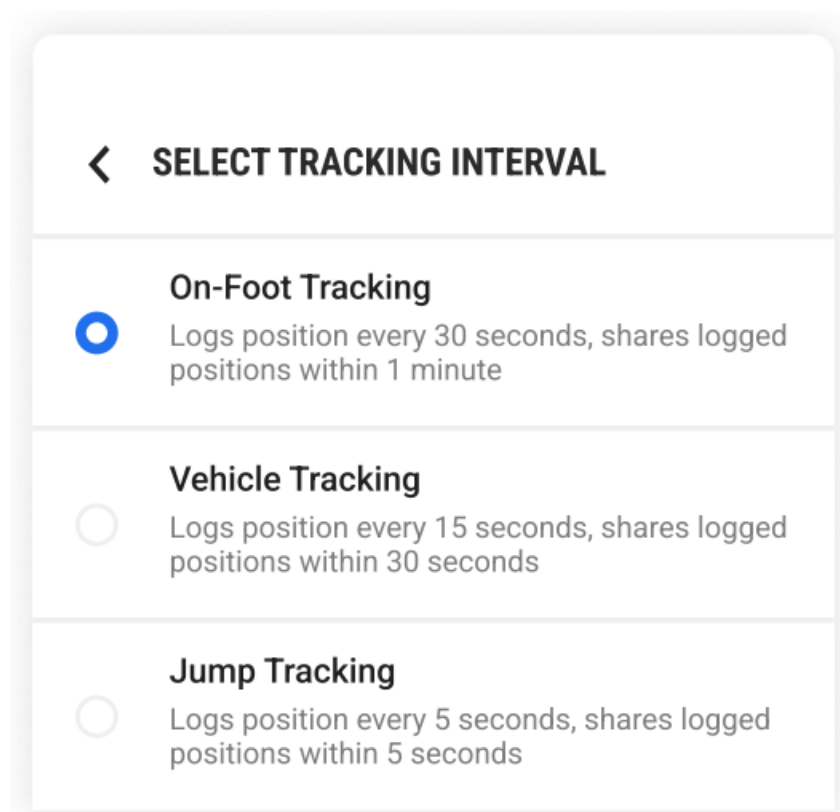 SELECT TRACKING INTERVAL
On-Foot Tracking
Logs position every 30 seconds, shares logged
positions within 1 minute
Vehicle Tracking
Logs position every 15 seconds, shares logged
positions within 30 seconds
Jump Tracking
Logs position every 5 seconds, shares logged
positions within 5 seconds